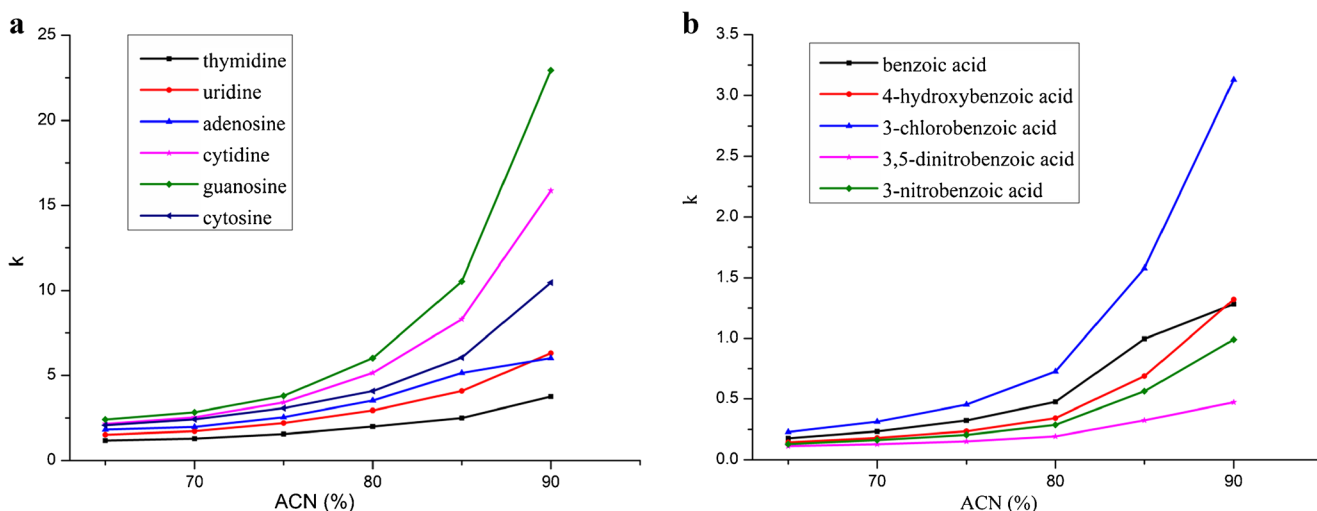 a
25
20
15
10
5
0
k
thymidine
uridine
adenosine
cytidine
guanosine
cytosine
70
80
90
ACN (%)
b
3.5
3.0
2.5
2.0
1.5
1.0
0.5
0.0
k
benzoic acid
4-hydroxybenzoic acid
3-chlorobenzoic acid
3,5-dinitrobenzoic acid
3-nitrobenzoic acid
70
80
90
ACN (%)